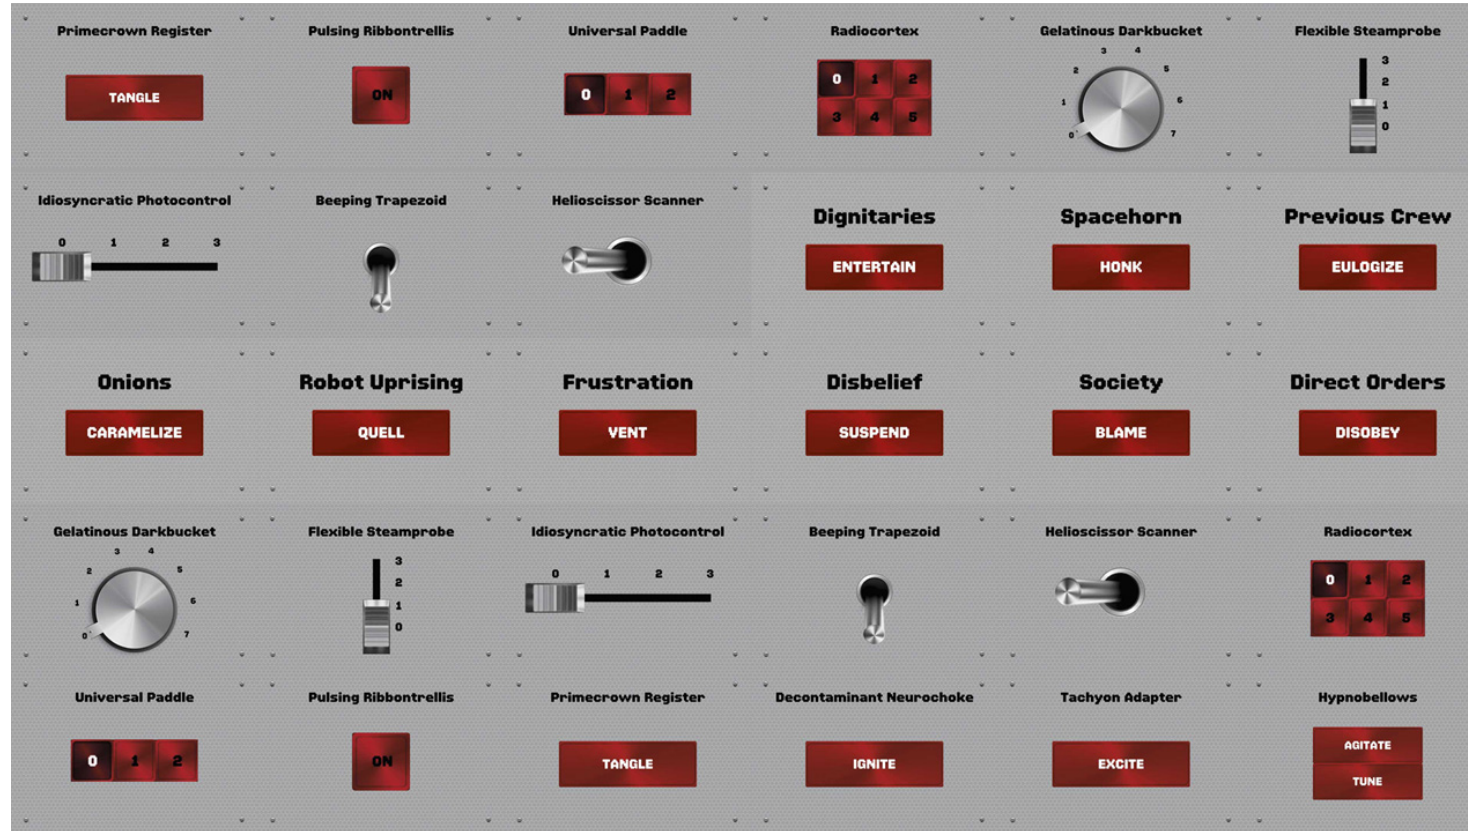 Primecrown Register
TANGLE
Pulsing Ribbontrellis
ON
Universal Paddle
0 1 2
Radiocortex
0 1 2
3 4 5
Gelatinous Darkbucket
0 1 2 3 4 5 6 7
Flexible Steamprobe
3
2
1
0
Idiosyncratic Photocontrol
0 1 2 3
Beeping Trapezoid
Helioscissor Scanner
Dignitaries
ENTERTAIN
Spacehorn
HONK
Previous Crew
EULOGIZE
Onions
CARAMELIZE
Robot Uprising
QUELL
Frustration
VENT
Disbelief
SUSPEND
Society
BLAME
Direct Orders
DISOBEY
Gelatinous Darkbucket
0 1 2 3 4 5 6 7
Flexible Steamprobe
3
2
1
0
Idiosyncratic Photocontrol
0 1 2 3
Beeping Trapezoid
Helioscissor Scanner
Radiocortex
0 1 2
3 4 5
Universal Paddle
0 1 2
Pulsing Ribbontrellis
ON
Primecrown Register
TANGLE
Decontaminant Neurochoke
IGNITE
Tachyon Adapter
EXCITE
Hypnobellows
AGITATE
TUNE